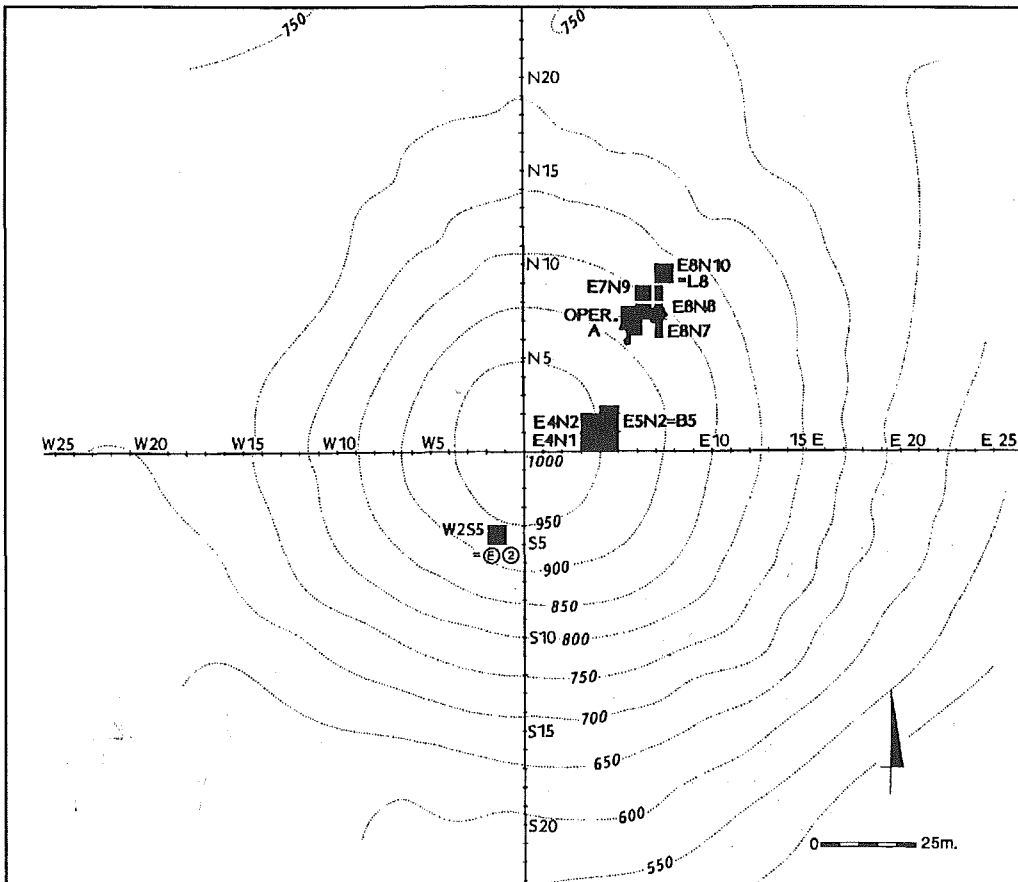 750
750
N20
N15
N10
E8N10
=L8
E7N9
OPER.
A
E8N8
E8N7
N5
E4N2
E4N1
E5N2=B5
W25
W20
W15
W10
W5
E10
15 E
E 20
E 25
1000
950
W2S5
=Ⓔ②
S5
900
850
S10
800
750
700
S15
650
600
S20
550
0
25m.